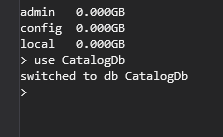 admin   0.000GB
config  0.000GB
local   0.000GB
> use CatalogDb
switched to db CatalogDb
>